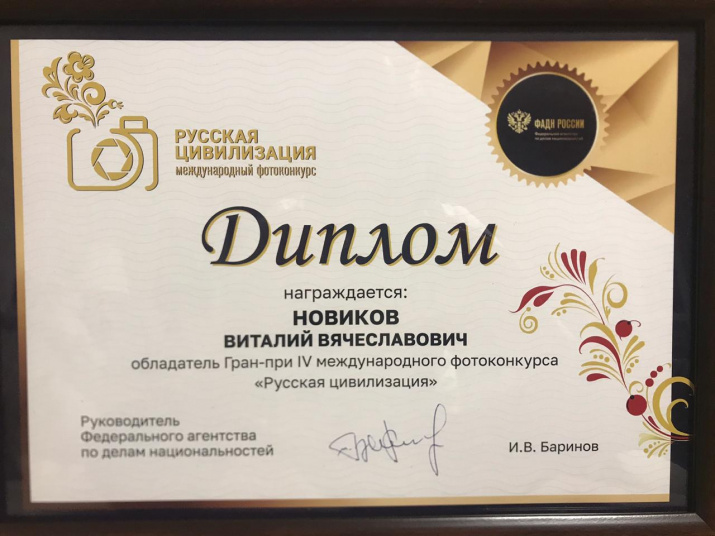 РУССКАЯ
ЦИВИЛИЗАЦИЯ
международный фотоконкурс
ФАДН РОССИИ
Диплом
награждается:
НОВИКОВ
ВИТАЛИЙ ВЯЧЕСЛАВОВИЧ
обладатель Гран-при IV международного фотоконкурса
«Русская цивилизация»
Руководитель
Федерального агентства
по делам национальностей
И.В. Баринов